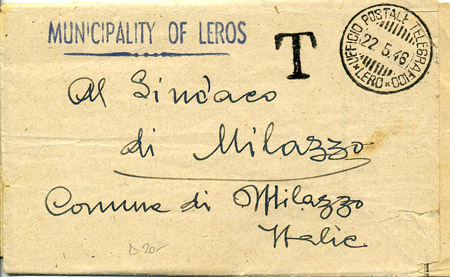 MUNICIPALITY OF LEROS
T
UFFICIO POSTALE TELEGRAFICO
22.5.46
*LERO*
Al Sindaco
di Milazzo
Comune di Milazzo
Italia
D 20-